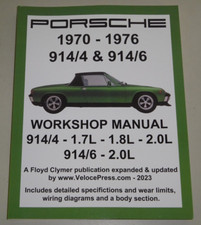 PORSCHE
1970 - 1976
914/4 & 914/6
WORKSHOP MANUAL
914/4 - 1.7L - 1.8L - 2.0L
914/6 - 2.0L
A Floyd Clymer publication expanded & updated
by www.VelocePress.com - 2023
Includes detailed specifictions and wear limits,
wiring diagrams and a body section.